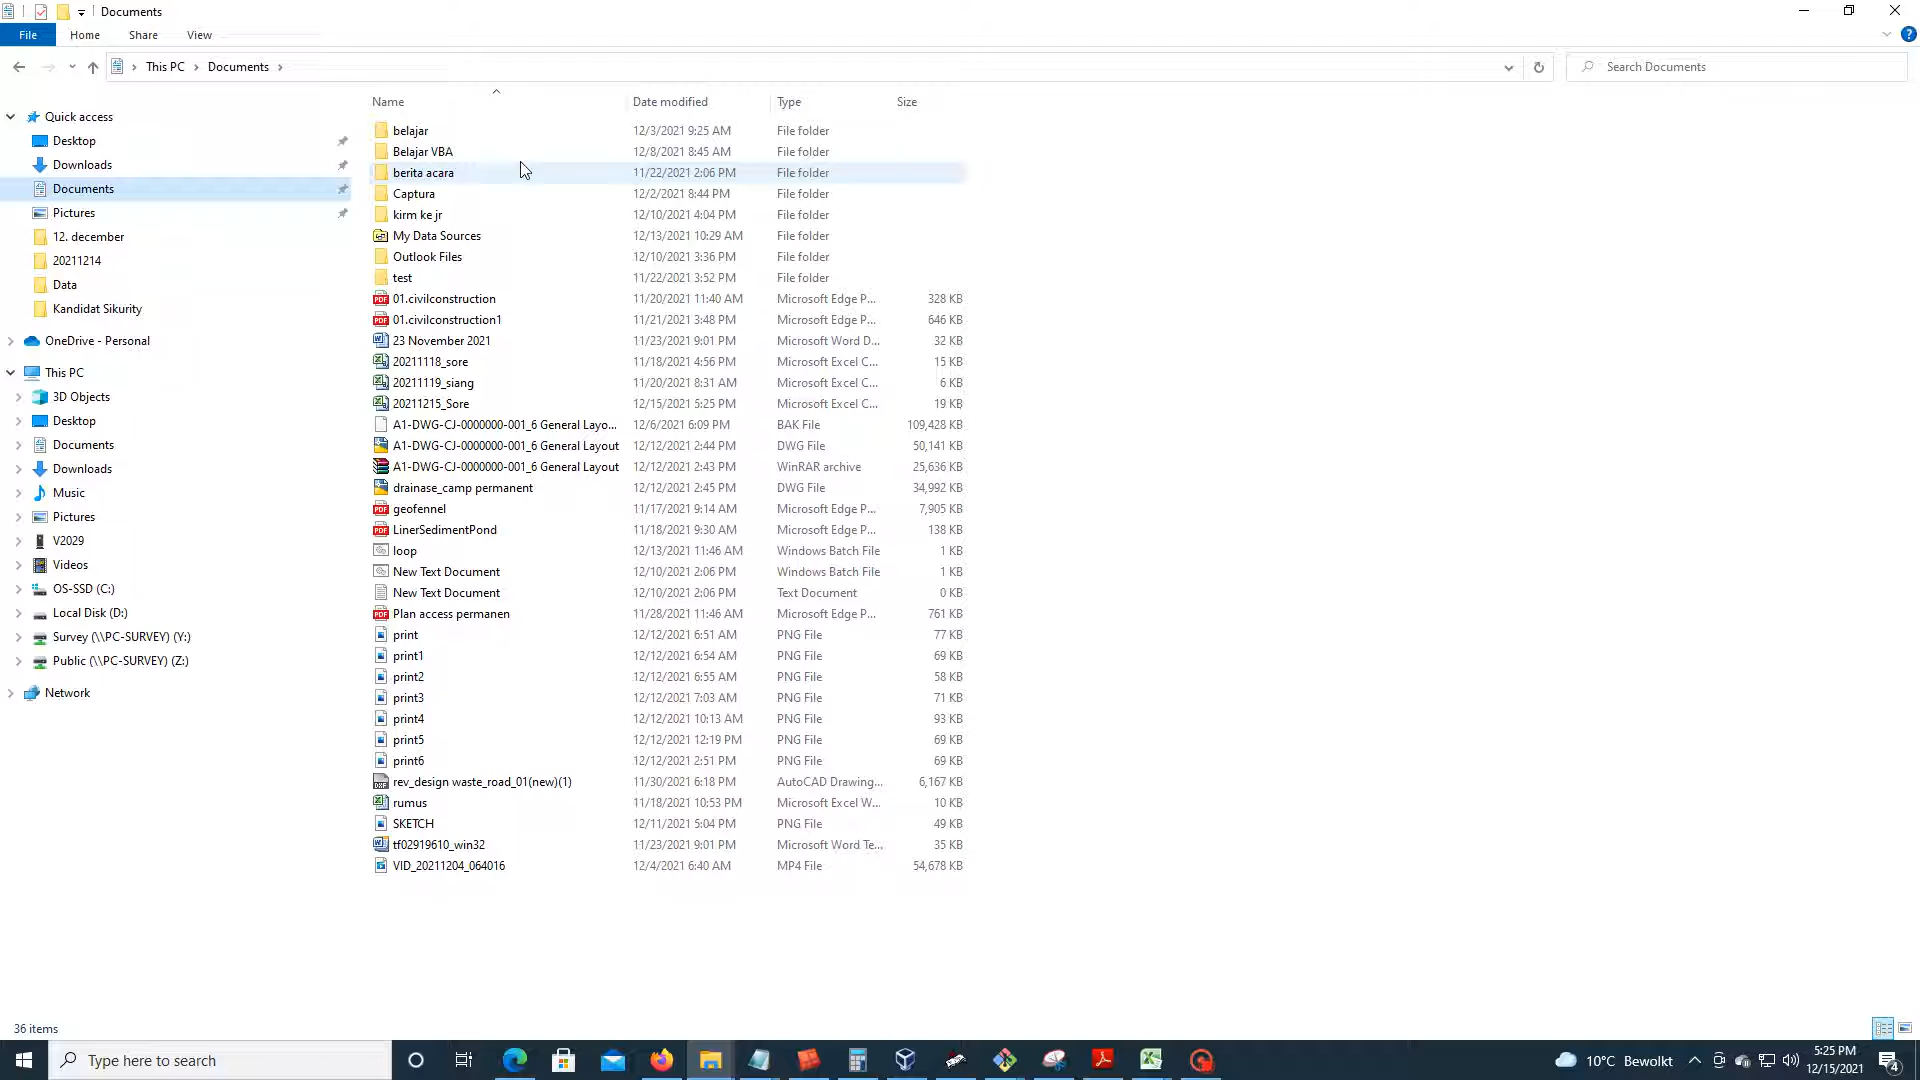 Documents
File Home Share View
This PC Documents
Search Documents
Name Date modified Type Size
Quick access
Desktop
Downloads
Documents
Pictures
12. december
20211214
Data
Kandidat Sikurity
OneDrive - Personal
This PC
3D Objects
Desktop
Documents
Downloads
Music
Pictures
V2029
Videos
OS-SSD (C:)
Local Disk (D:)
Survey (\\PC-SURVEY) (Y:)
Public (\\PC-SURVEY) (Z:)
Network
belajar 12/3/2021 9:25 AM File folder
Belajar VBA 12/8/2021 8:45 AM File folder
berita acara 11/22/2021 2:06 PM File folder
Captura 12/2/2021 8:44 PM File folder
kirm ke jr 12/10/2021 4:04 PM File folder
My Data Sources 12/13/2021 10:29 AM File folder
Outlook Files 12/10/2021 3:36 PM File folder
test 11/22/2021 3:52 PM File folder
01.civilconstruction 11/20/2021 11:40 AM Microsoft Edge P... 328 KB
01.civilconstruction1 11/21/2021 3:48 PM Microsoft Edge P... 646 KB
23 November 2021 11/23/2021 9:01 PM Microsoft Word D... 32 KB
20211118_sore 11/18/2021 4:56 PM Microsoft Excel C... 15 KB
20211119_siang 11/20/2021 8:31 AM Microsoft Excel C... 6 KB
20211215_Sore 12/15/2021 5:25 PM Microsoft Excel C... 19 KB
A1-DWG-CJ-0000000-001_6 General Layo... 12/6/2021 6:09 PM BAK File 109,428 KB
A1-DWG-CJ-0000000-001_6 General Layout 12/12/2021 2:44 PM DWG File 50,141 KB
A1-DWG-CJ-0000000-001_6 General Layout 12/12/2021 2:43 PM WinRAR archive 25,636 KB
drainase_camp permanent 12/12/2021 2:45 PM DWG File 34,992 KB
geofennel 11/17/2021 9:14 AM Microsoft Edge P... 7,905 KB
LinerSedimentPond 11/18/2021 9:30 AM Microsoft Edge P... 138 KB
loop 12/13/2021 11:46 AM Windows Batch File 1 KB
New Text Document 12/10/2021 2:06 PM Windows Batch File 1 KB
New Text Document 12/10/2021 2:06 PM Text Document 0 KB
Plan access permanen 11/28/2021 11:46 AM Microsoft Edge P... 761 KB
print 12/12/2021 6:51 AM PNG File 77 KB
print1 12/12/2021 6:54 AM PNG File 69 KB
print2 12/12/2021 6:55 AM PNG File 58 KB
print3 12/12/2021 7:03 AM PNG File 71 KB
print4 12/12/2021 10:13 AM PNG File 93 KB
print5 12/12/2021 12:19 PM PNG File 69 KB
print6 12/12/2021 2:51 PM PNG File 69 KB
rev_design waste_road_01(new)(1) 11/30/2021 6:18 PM AutoCAD Drawing... 6,167 KB
rumus 11/18/2021 10:53 PM Microsoft Excel W... 10 KB
SKETCH 12/11/2021 5:04 PM PNG File 49 KB
tf02919610_win32 11/23/2021 9:01 PM Microsoft Word Te... 35 KB
VID_20211204_064016 12/4/2021 6:40 AM MP4 File 54,678 KB
36 items
Type here to search
10°C Bewolkt
5:25 PM
12/15/2021
4